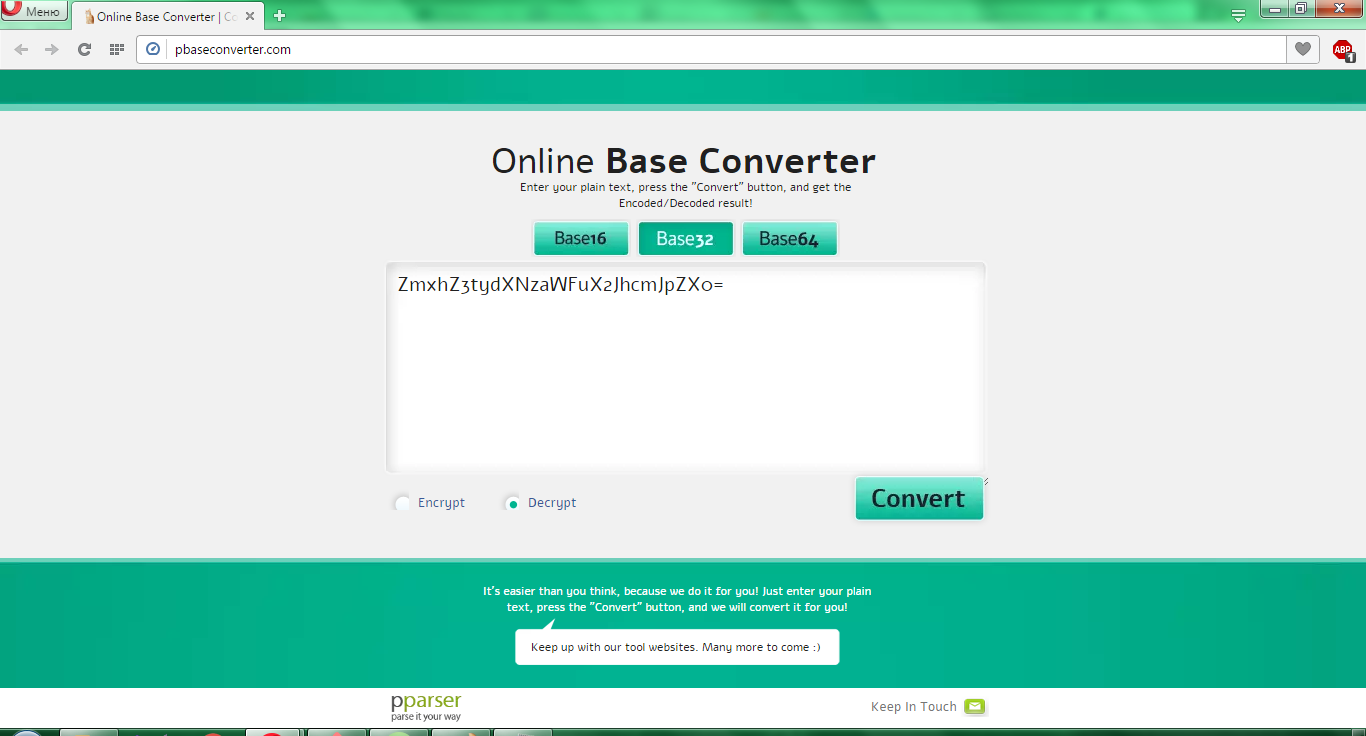 Меню
Online Base Converter | Co
pbaseconverter.com
ABP
1
Online Base Converter
Enter your plain text, press the "Convert" button, and get the
Encoded/Decoded result!
Base16 Base32 Base64
ZmxhZ3tydXNzaWFuX2JhcmJpZX0=
Encrypt Decrypt
Convert
It's easier than you think, because we do it for you! Just enter your plain
text, press the "Convert" button, and we will convert it for you!
Keep up with our tool websites. Many more to come :)
pparser
parse it your way
Keep In Touch